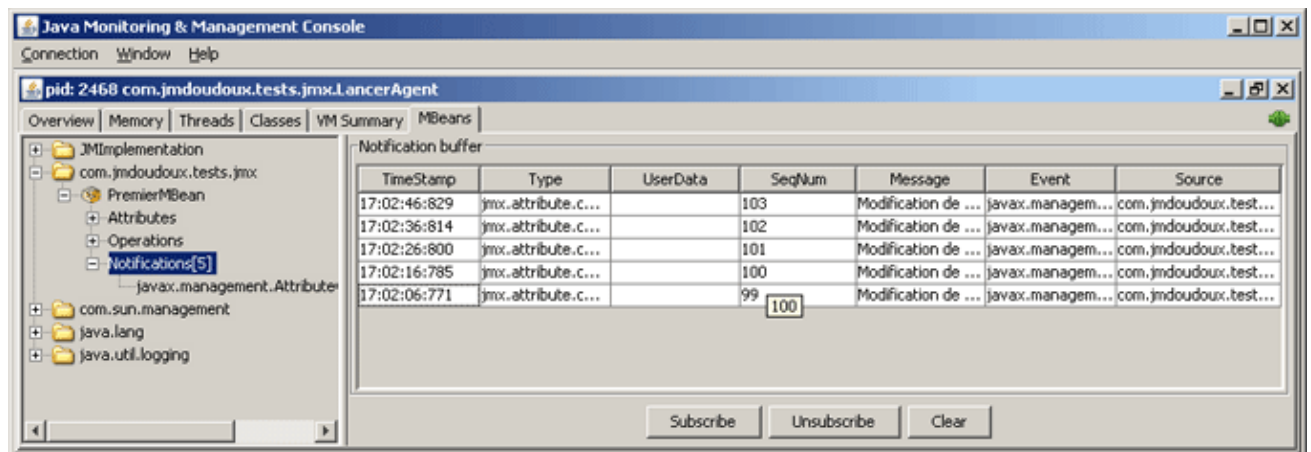 Java Monitoring & Management Console
Connection Window Help
pid: 2468 com.jmdoudoux.tests.jmx.LancerAgent
Overview Memory Threads Classes VM Summary MBeans
JMImplementation
com.jmdoudoux.tests.jmx
PremierMBean
Attributes
Operations
Notifications[5]
javax.management.Attribute
com.sun.management
java.lang
java.util.logging
Notification buffer
TimeStamp Type UserData SeqNum Message Event Source
17:02:46:829 jmx.attribute.c... 103 Modification de ... javax.managem... com.jmdoudoux.test...
17:02:36:814 jmx.attribute.c... 102 Modification de ... javax.managem... com.jmdoudoux.test...
17:02:26:800 jmx.attribute.c... 101 Modification de ... javax.managem... com.jmdoudoux.test...
17:02:16:785 jmx.attribute.c... 100 Modification de ... javax.managem... com.jmdoudoux.test...
17:02:06:771 jmx.attribute.c... 99 Modification de ... javax.managem... com.jmdoudoux.test...
100
Subscribe Unsubscribe Clear